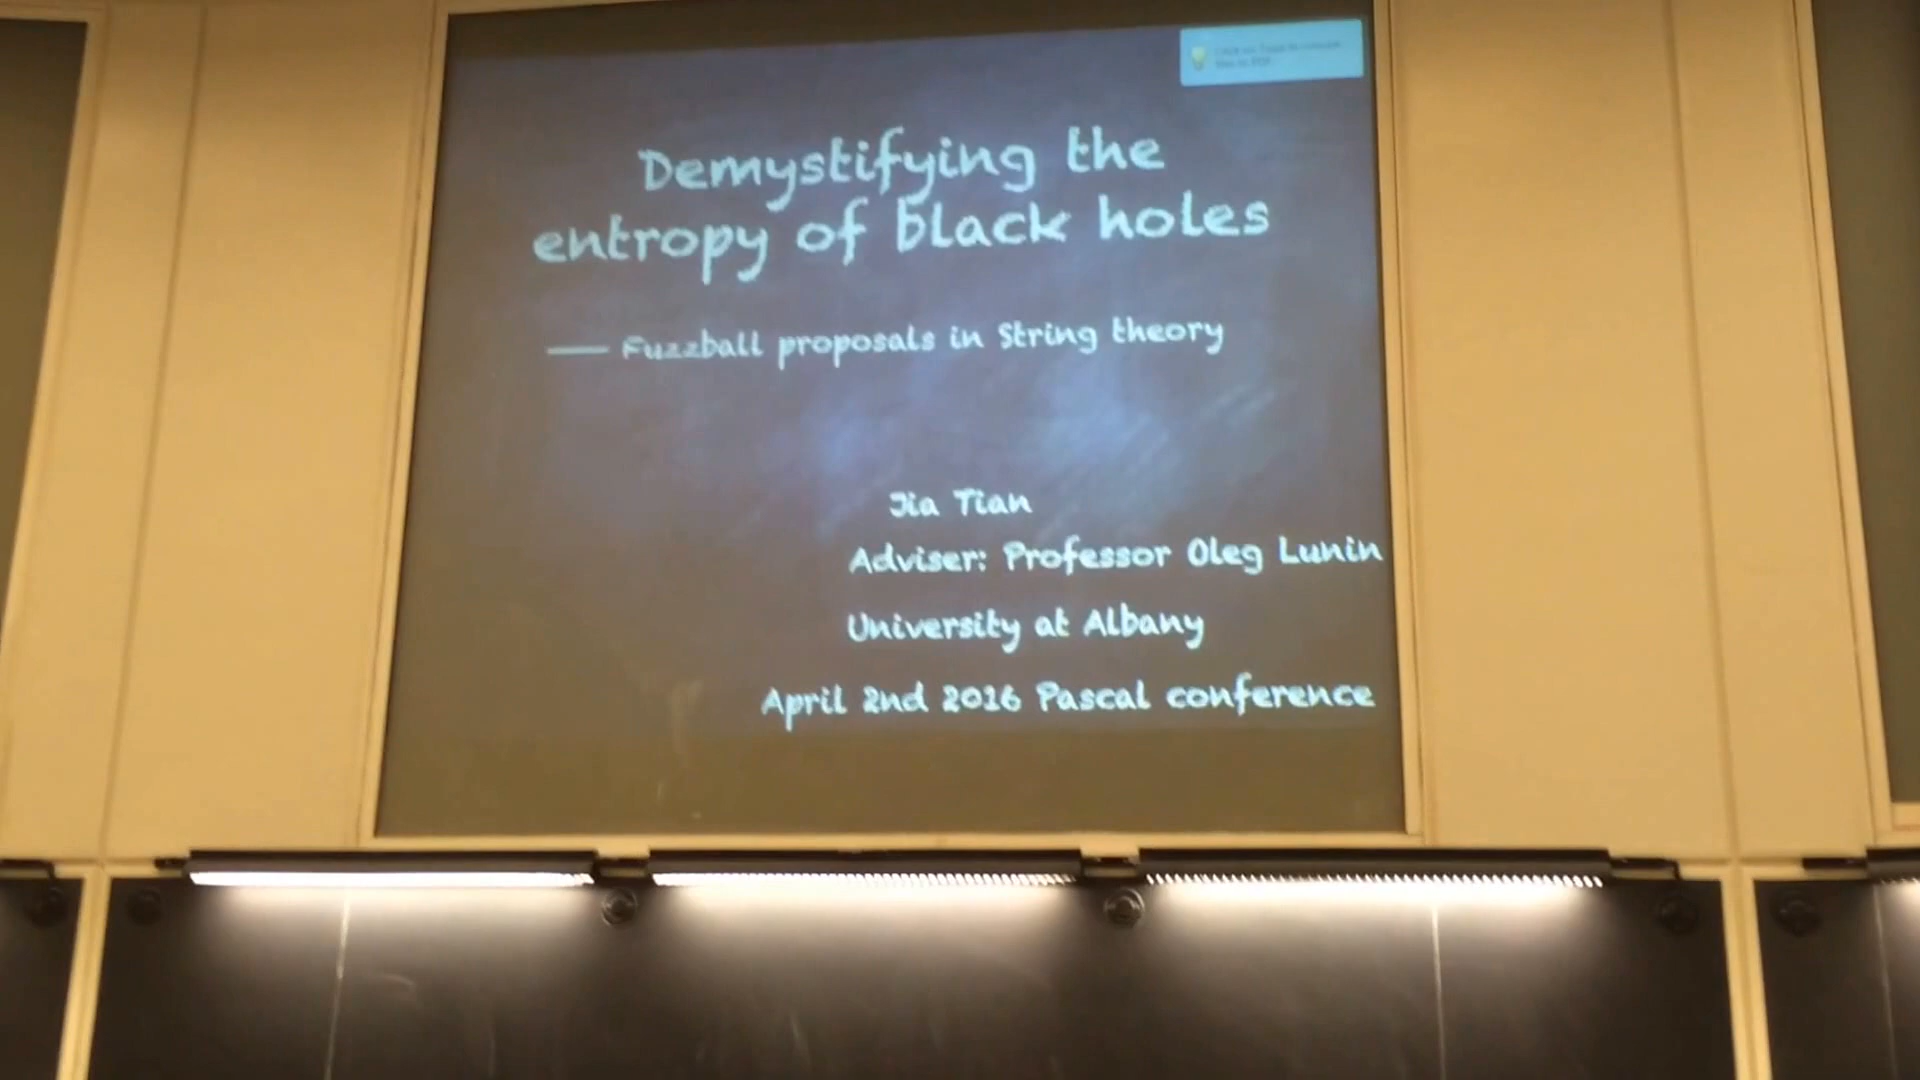 Demystifying the
entropy of black holes
— Fuzzball proposals in String theory
Jia Tian
Adviser: Professor Oleg Lunin
University at Albany
April 2nd 2016 Pascal conference